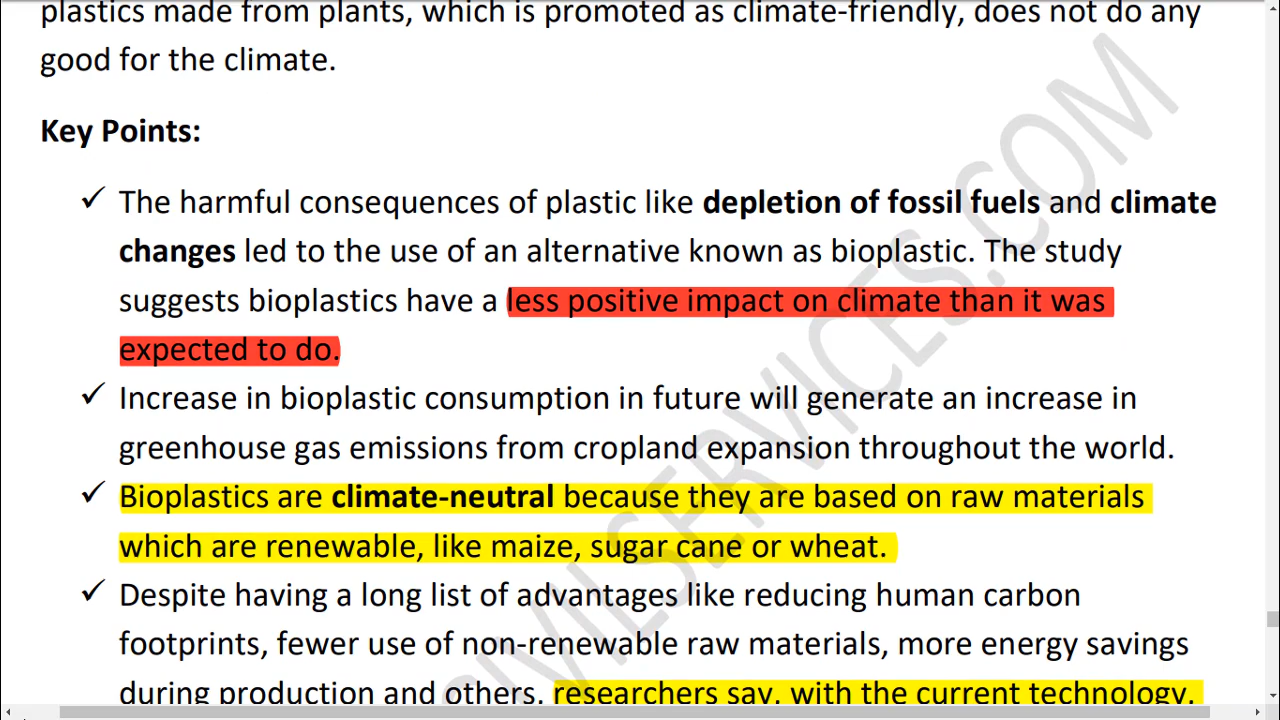 plastics made from plants, which is promoted as climate-friendly, does not do any
good for the climate.
Key Points:
✓ The harmful consequences of plastic like depletion of fossil fuels and climate
changes led to the use of an alternative known as bioplastic. The study
suggests bioplastics have a less positive impact on climate than it was
expected to do.
✓ Increase in bioplastic consumption in future will generate an increase in
greenhouse gas emissions from cropland expansion throughout the world.
✓ Bioplastics are climate-neutral because they are based on raw materials
which are renewable, like maize, sugar cane or wheat.
✓ Despite having a long list of advantages like reducing human carbon
footprints, fewer use of non-renewable raw materials, more energy savings
during production and others, researchers say, with the current technology,
CIVILSERVICES.COM